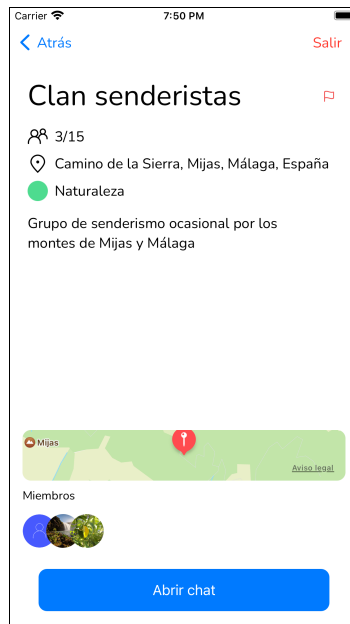 Carrier 7:50 PM
Atrás Salir
Clan senderistas
3/15
Camino de la Sierra, Mijas, Málaga, España
Naturaleza
Grupo de senderismo ocasional por los
montes de Mijas y Málaga
Mijas
Aviso legal
Miembros
Abrir chat